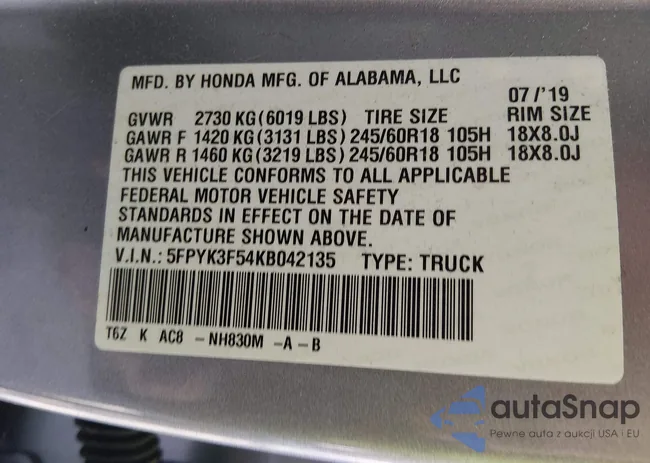 MFD. BY HONDA MFG. OF ALABAMA, LLC
07/'19
GVWR 2730 KG (6019 LBS) TIRE SIZE RIM SIZE
GAWR F 1420 KG (3131 LBS) 245/60R18 105H 18X8.0J
GAWR R 1460 KG (3219 LBS) 245/60R18 105H 18X8.0J
THIS VEHICLE CONFORMS TO ALL APPLICABLE
FEDERAL MOTOR VEHICLE SAFETY
STANDARDS IN EFFECT ON THE DATE OF
MANUFACTURE SHOWN ABOVE.
V.I.N.: 5FPYK3F54KB042135 TYPE: TRUCK
T6Z K AC8 - NH830M -A - B
autaSnap
Pewne auta z aukcji USA i EU